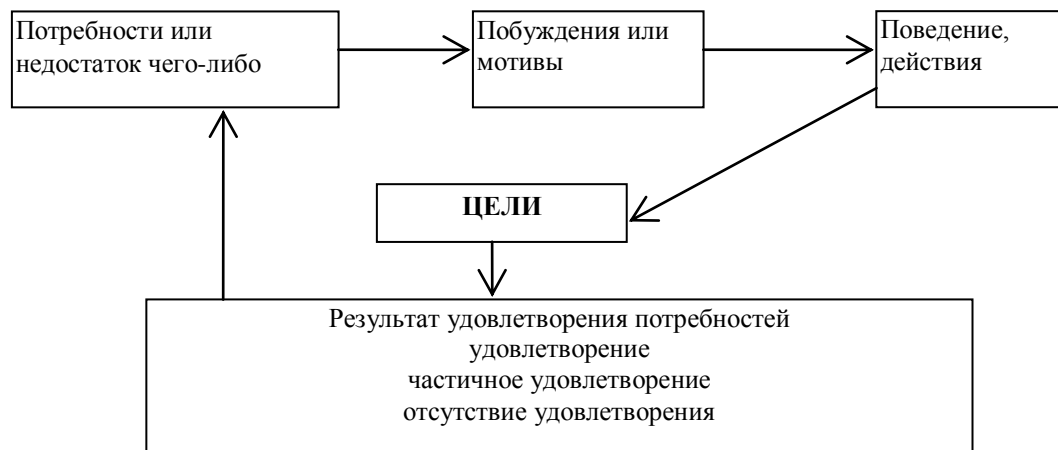 Потребности или
недостаток чего-либо
Побуждения или
мотивы
Поведение,
действия
ЦЕЛИ
Результат удовлетворения потребностей
удовлетворение
частичное удовлетворение
отсутствие удовлетворения